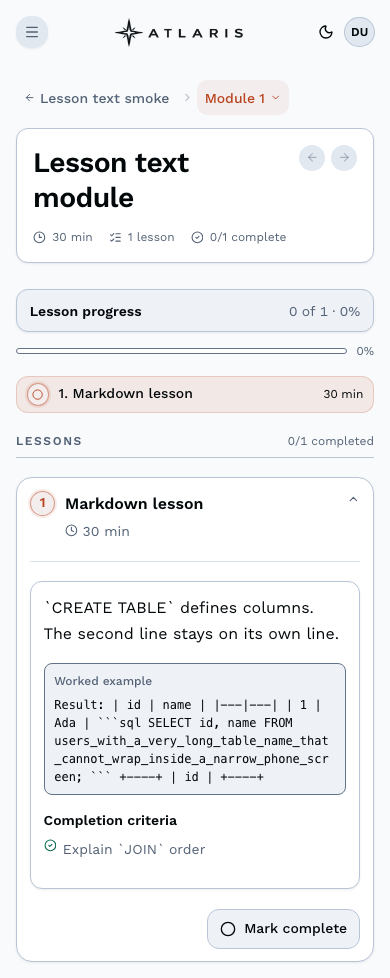 ATLARIS
DU
Lesson text smoke
Module 1
Lesson text
module
30 min
1 lesson
0/1 complete
Lesson progress
0 of 1 · 0%
0%
1. Markdown lesson
30 min
LESSONS
0/1 completed
1
Markdown lesson
30 min
`CREATE TABLE` defines columns.
The second line stays on its own line.
Worked example
Result: | id | name | |---|---| | 1 |
Ada | ```sql SELECT id, name FROM
users_with_a_very_long_table_name_that
_cannot_wrap_inside_a_narrow_phone_scr
een; ``` +----+ | id | +----+
Completion criteria
Explain `JOIN` order
Mark complete